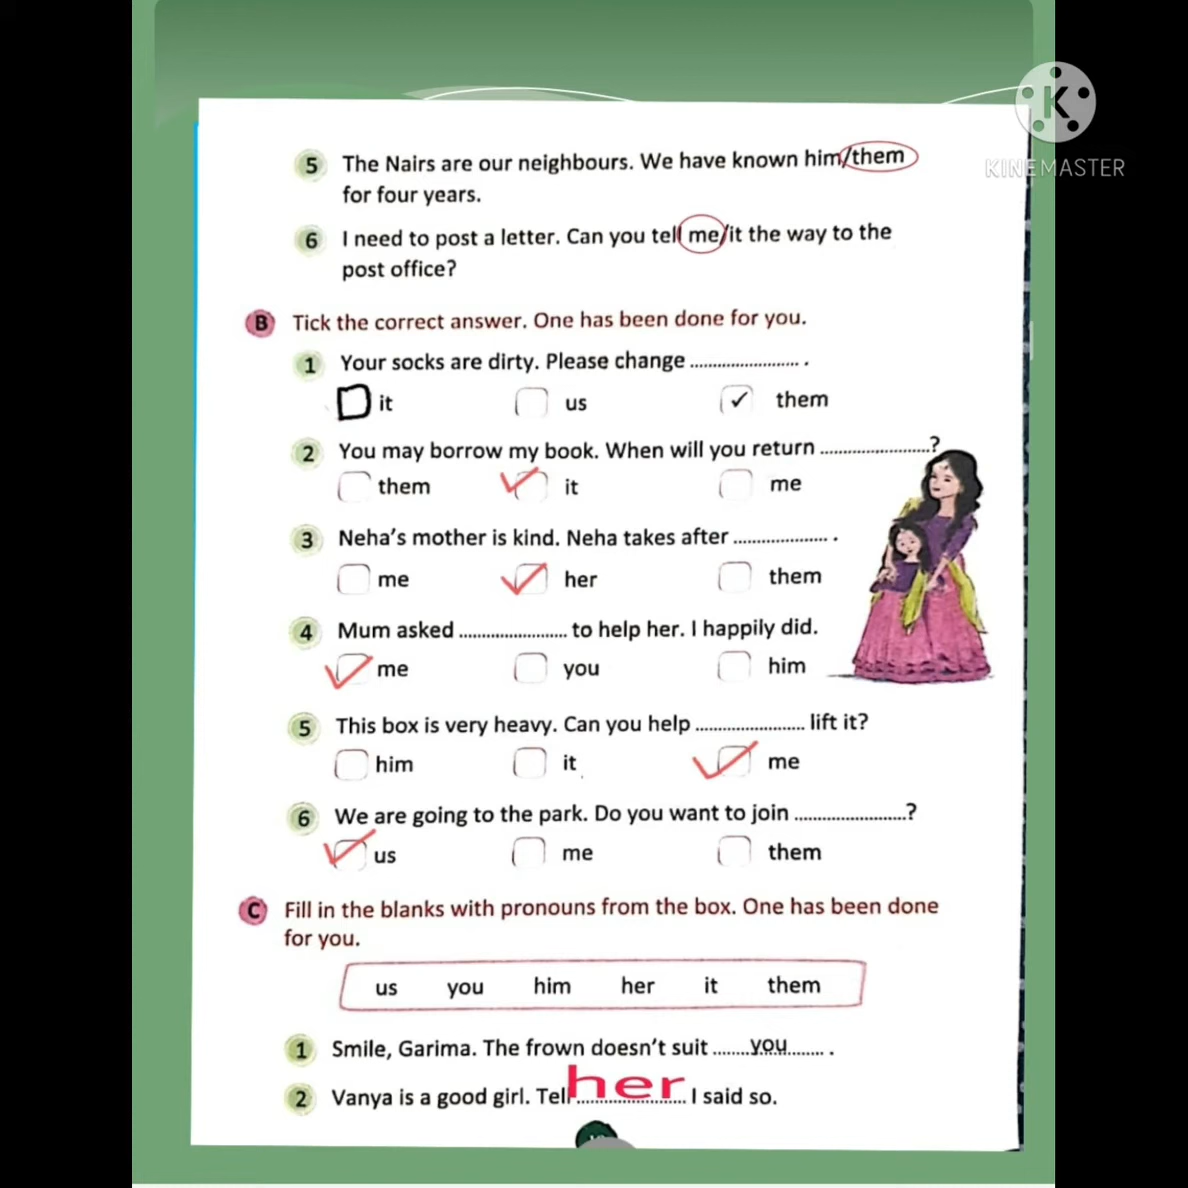 K
KINEMASTER
5 The Nairs are our neighbours. We have known him/them
for four years.
6 I need to post a letter. Can you tell me/it the way to the
post office?
B Tick the correct answer. One has been done for you.
1 Your socks are dirty. Please change ........................ .
it us ✓ them
2 You may borrow my book. When will you return ........................?
them ✓ it me
3 Neha's mother is kind. Neha takes after .................... .
me ✓ her them
4 Mum asked ........................ to help her. I happily did.
✓ me you him
5 This box is very heavy. Can you help ........................ lift it?
him it ✓ me
6 We are going to the park. Do you want to join ........................?
✓ us me them
C Fill in the blanks with pronouns from the box. One has been done
for you.
us you him her it them
1 Smile, Garima. The frown doesn't suit ........you........ .
2 Vanya is a good girl. Tell her I said so.